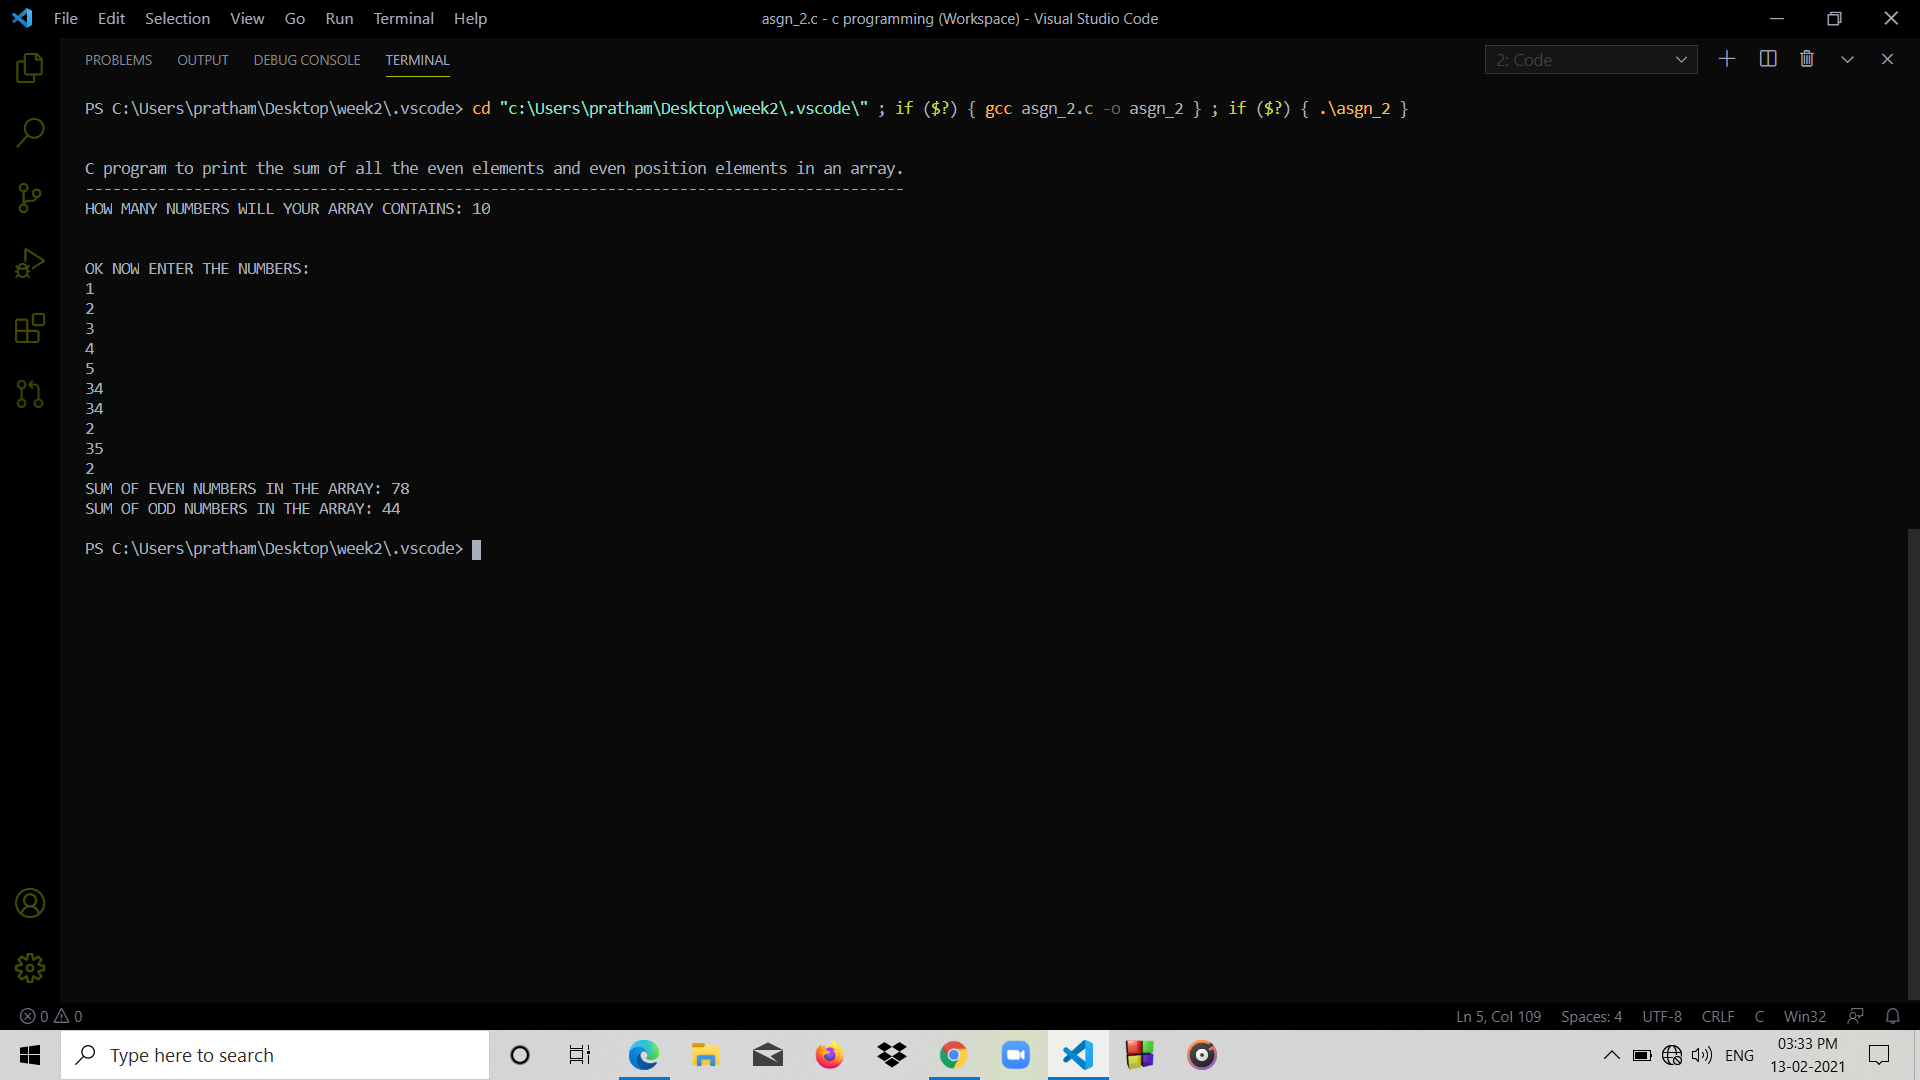 File Edit Selection View Go Run Terminal Help
asgn_2.c - c programming (Workspace) - Visual Studio Code
PROBLEMS OUTPUT DEBUG CONSOLE TERMINAL
2: Code
PS C:\Users\pratham\Desktop\week2\.vscode> cd "c:\Users\pratham\Desktop\week2\.vscode\" ; if ($?) { gcc asgn_2.c -o asgn_2 } ; if ($?) { .\asgn_2 }
C program to print the sum of all the even elements and even position elements in an array.
-------------------------------------------------------------------------------------------
HOW MANY NUMBERS WILL YOUR ARRAY CONTAINS: 10
OK NOW ENTER THE NUMBERS:
1
2
3
4
5
34
34
2
35
2
SUM OF EVEN NUMBERS IN THE ARRAY: 78
SUM OF ODD NUMBERS IN THE ARRAY: 44
PS C:\Users\pratham\Desktop\week2\.vscode>
0 0
Ln 5, Col 109 Spaces: 4 UTF-8 CRLF C Win32
Type here to search
ENG
03:33 PM
13-02-2021